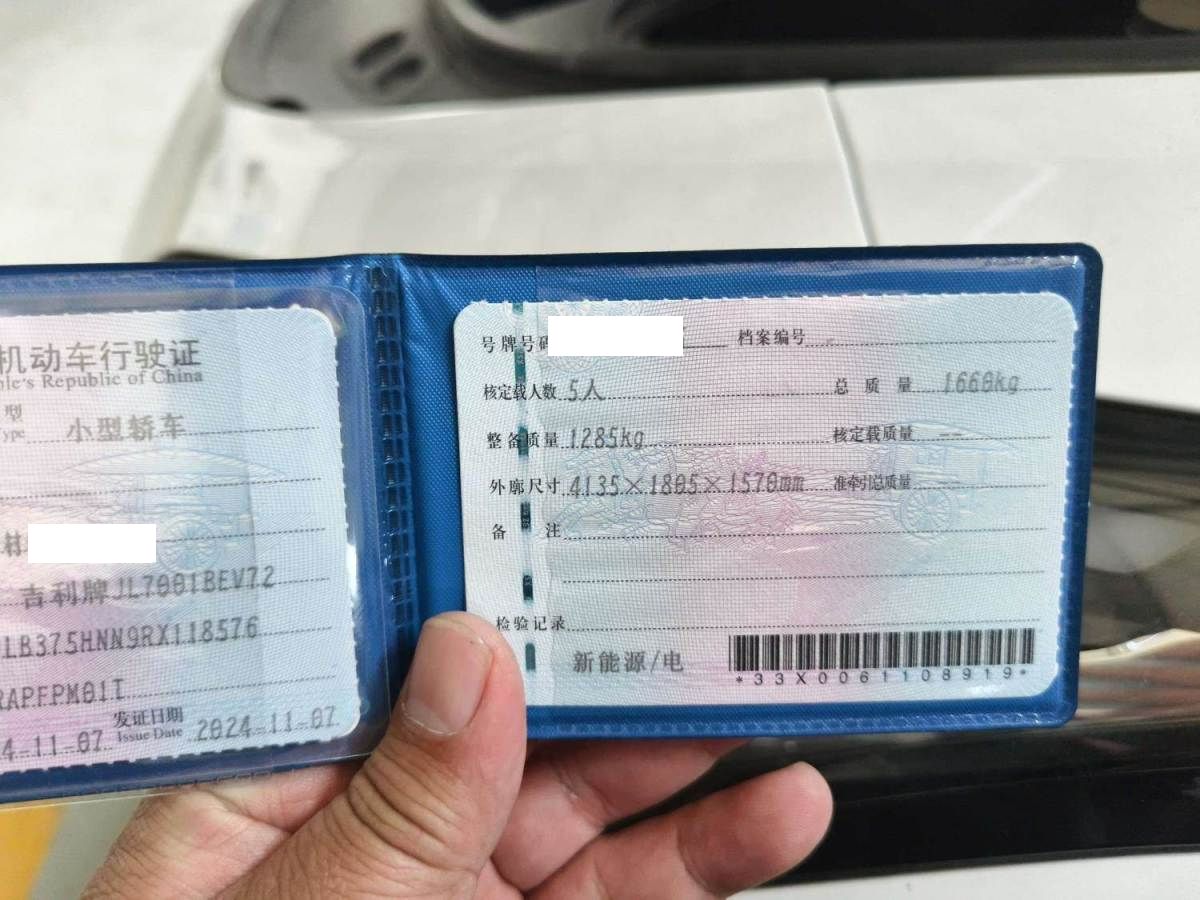 机动车行驶证
ple's Republic of China
型
Type 小型轿车
吉利牌JL7001BEV72
LB375HNN9RX118576
RAPFPM01T
4-11-07 发证日期 Issue Date 2024-11-07
号牌号码 档案编号
核定载人数 5人 总质量 1660kg
整备质量 1285kg 核定载质量 --
外廓尺寸 4135×1805×1570mm 准牵引总质量 --
备注
检验记录
新能源/电
*33X0061108919*